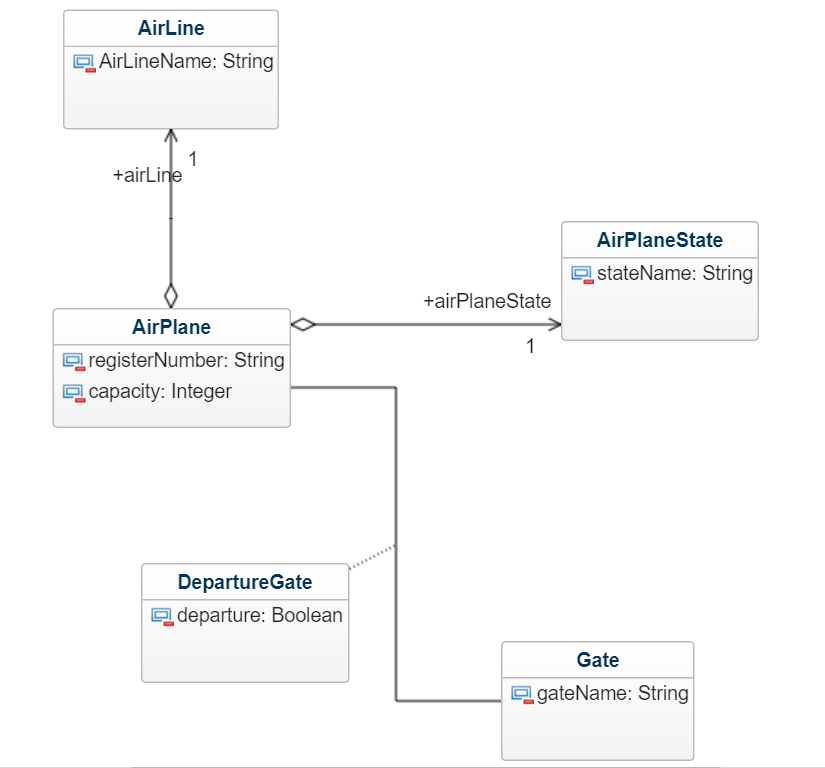 AirLine
AirLineName: String
1
+airLine
AirPlaneState
stateName: String
+airPlaneState
1
AirPlane
registerNumber: String
capacity: Integer
DepartureGate
departure: Boolean
Gate
gateName: String